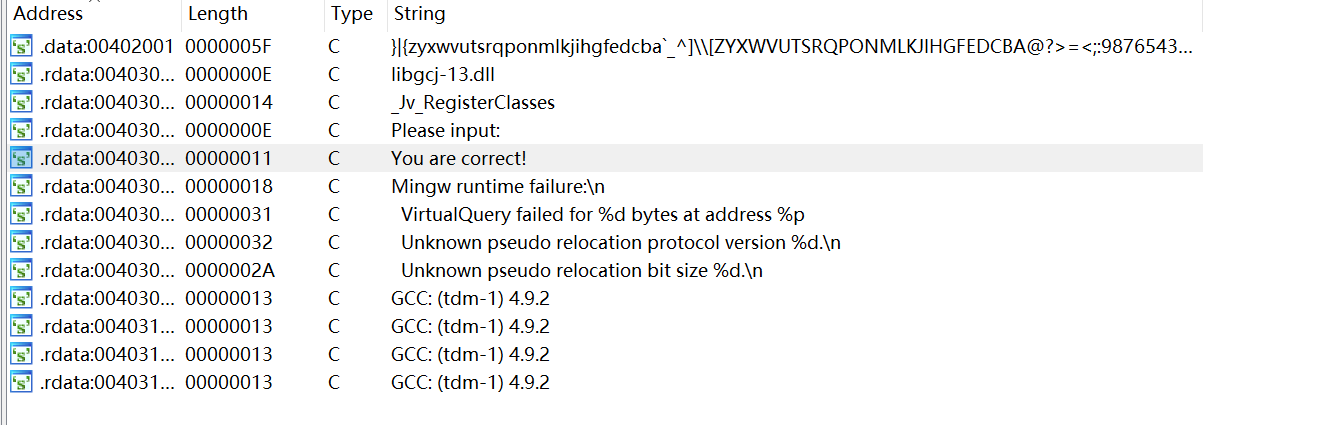 Address Length Type String
.data:00402001 0000005F C }|{zyxwvutsrqponmlkjihgfedcba`_^]\\[ZYXWVUTSRQPONMLKJIHGFEDCBA@?>=<;:9876543...
.rdata:004030... 0000000E C libgcj-13.dll
.rdata:004030... 00000014 C _Jv_RegisterClasses
.rdata:004030... 0000000E C Please input:
.rdata:004030... 00000011 C You are correct!
.rdata:004030... 00000018 C Mingw runtime failure:\n
.rdata:004030... 00000031 C VirtualQuery failed for %d bytes at address %p
.rdata:004030... 00000032 C Unknown pseudo relocation protocol version %d.\n
.rdata:004030... 0000002A C Unknown pseudo relocation bit size %d.\n
.rdata:004030... 00000013 C GCC: (tdm-1) 4.9.2
.rdata:004031... 00000013 C GCC: (tdm-1) 4.9.2
.rdata:004031... 00000013 C GCC: (tdm-1) 4.9.2
.rdata:004031... 00000013 C GCC: (tdm-1) 4.9.2